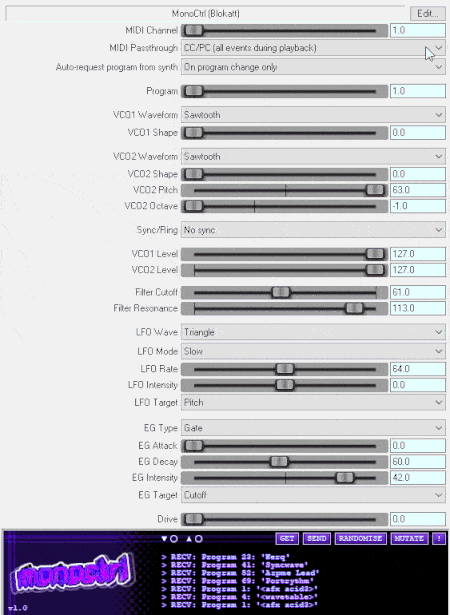 MonoCtrl (Blokatt) Edit...
MIDI Channel 1.0
MIDI Passthrough CC/PC (all events during playback)
Auto-request program from synth On program change only
Program 1.0
VCO1 Waveform Sawtooth
VCO1 Shape 0.0
VCO2 Waveform Sawtooth
VCO2 Shape 0.0
VCO2 Pitch 63.0
VCO2 Octave -1.0
Sync/Ring No sync.
VCO1 Level 127.0
VCO2 Level 127.0
Filter Cutoff 61.0
Filter Resonance 113.0
LFO Wave Triangle
LFO Mode Slow
LFO Rate 64.0
LFO Intensity 0.0
LFO Target Pitch
EG Type Gate
EG Attack 0.0
EG Decay 60.0
EG Intensity 42.0
EG Target Cutoff
Drive 0.0
GET SEND RANDOMISE MUTATE !
monoctrl
v1.0
> RECV: Program 23: 'Werq'
> RECV: Program 41: 'Syncwave'
> RECV: Program 82: 'Arpme Lead'
> RECV: Program 69: 'Portrythm'
> RECV: Program 1: '<afx acid2>'
> RECV: Program 4: '<wavetable>'
> RECV: Program 1: '<afx acid2>'